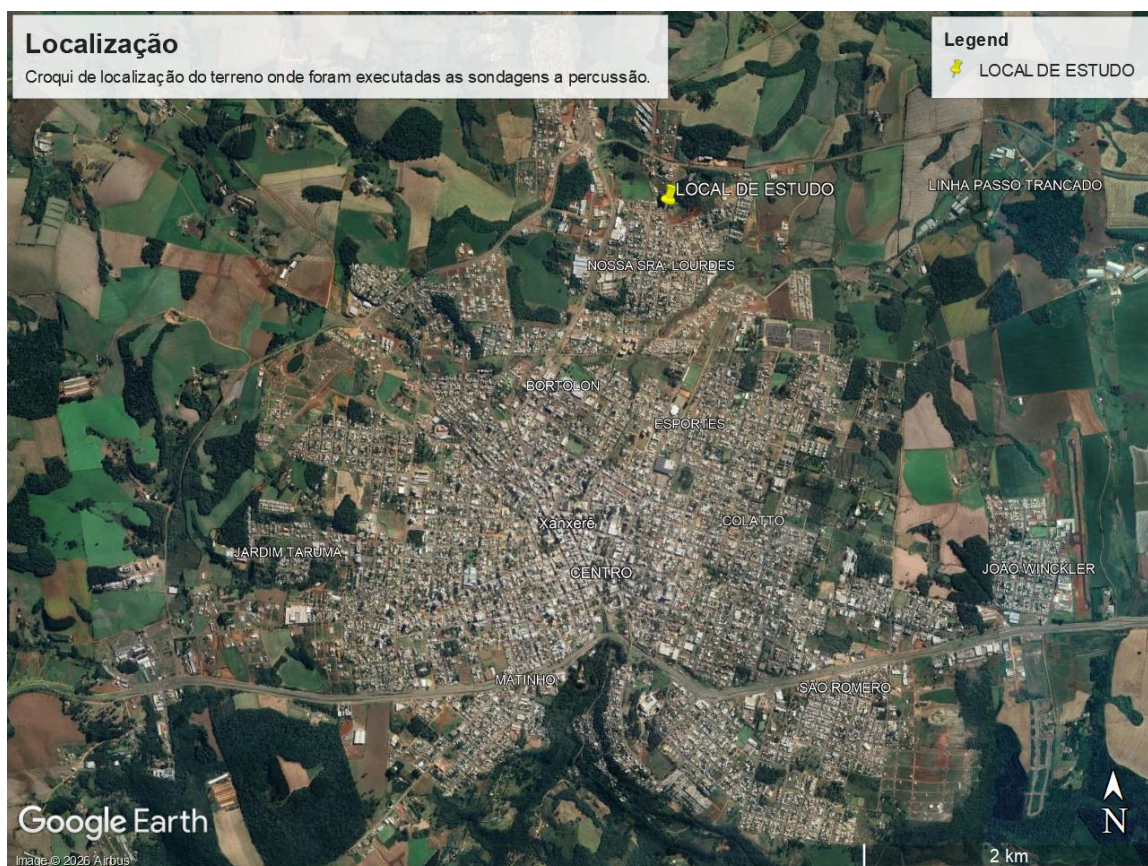 Localização
Croqui de localização do terreno onde foram executadas as sondagens a percussão.
Legend
LOCAL DE ESTUDO
LOCAL DE ESTUDO
LINHA PASSO TRANCADO
NOSSA SRA. LOURDES
BORTOLON
ESPORTES
Xanxerê
COLATTO
JARDIM TARUMA
CENTRO
JOÃO WINCKLER
MATINHO
SÃO ROMERO
Google Earth
N
Image © 2026 Airbus
2 km